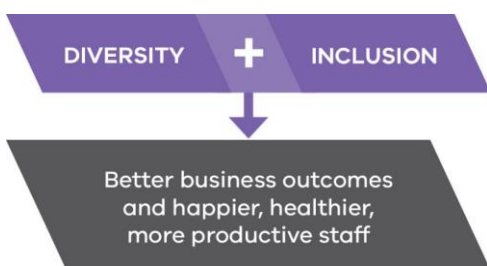 DIVERSITY + INCLUSION
Better business outcomes
and happier, healthier,
more productive staff